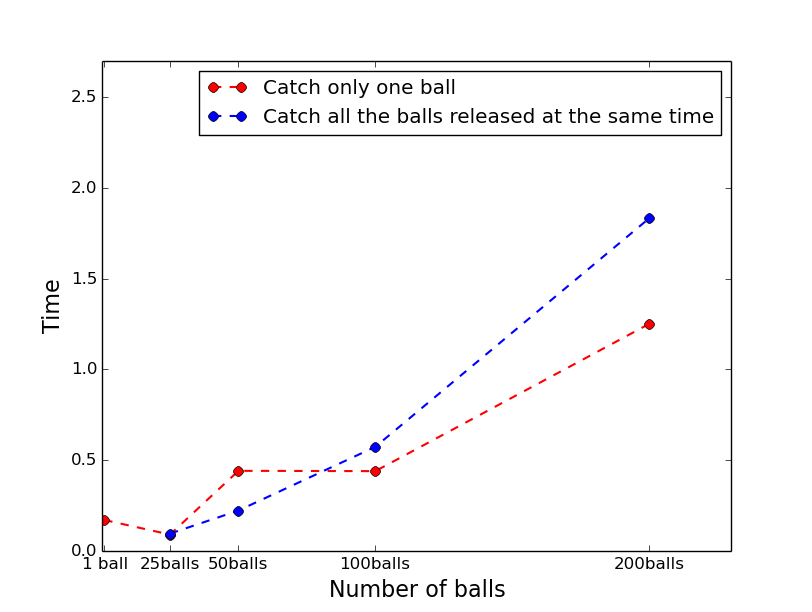 Catch only one ball
Catch all the balls released at the same time
2.5
2.0
1.5
1.0
0.5
0.0
Time
1 ball 25balls 50balls 100balls 200balls
Number of balls